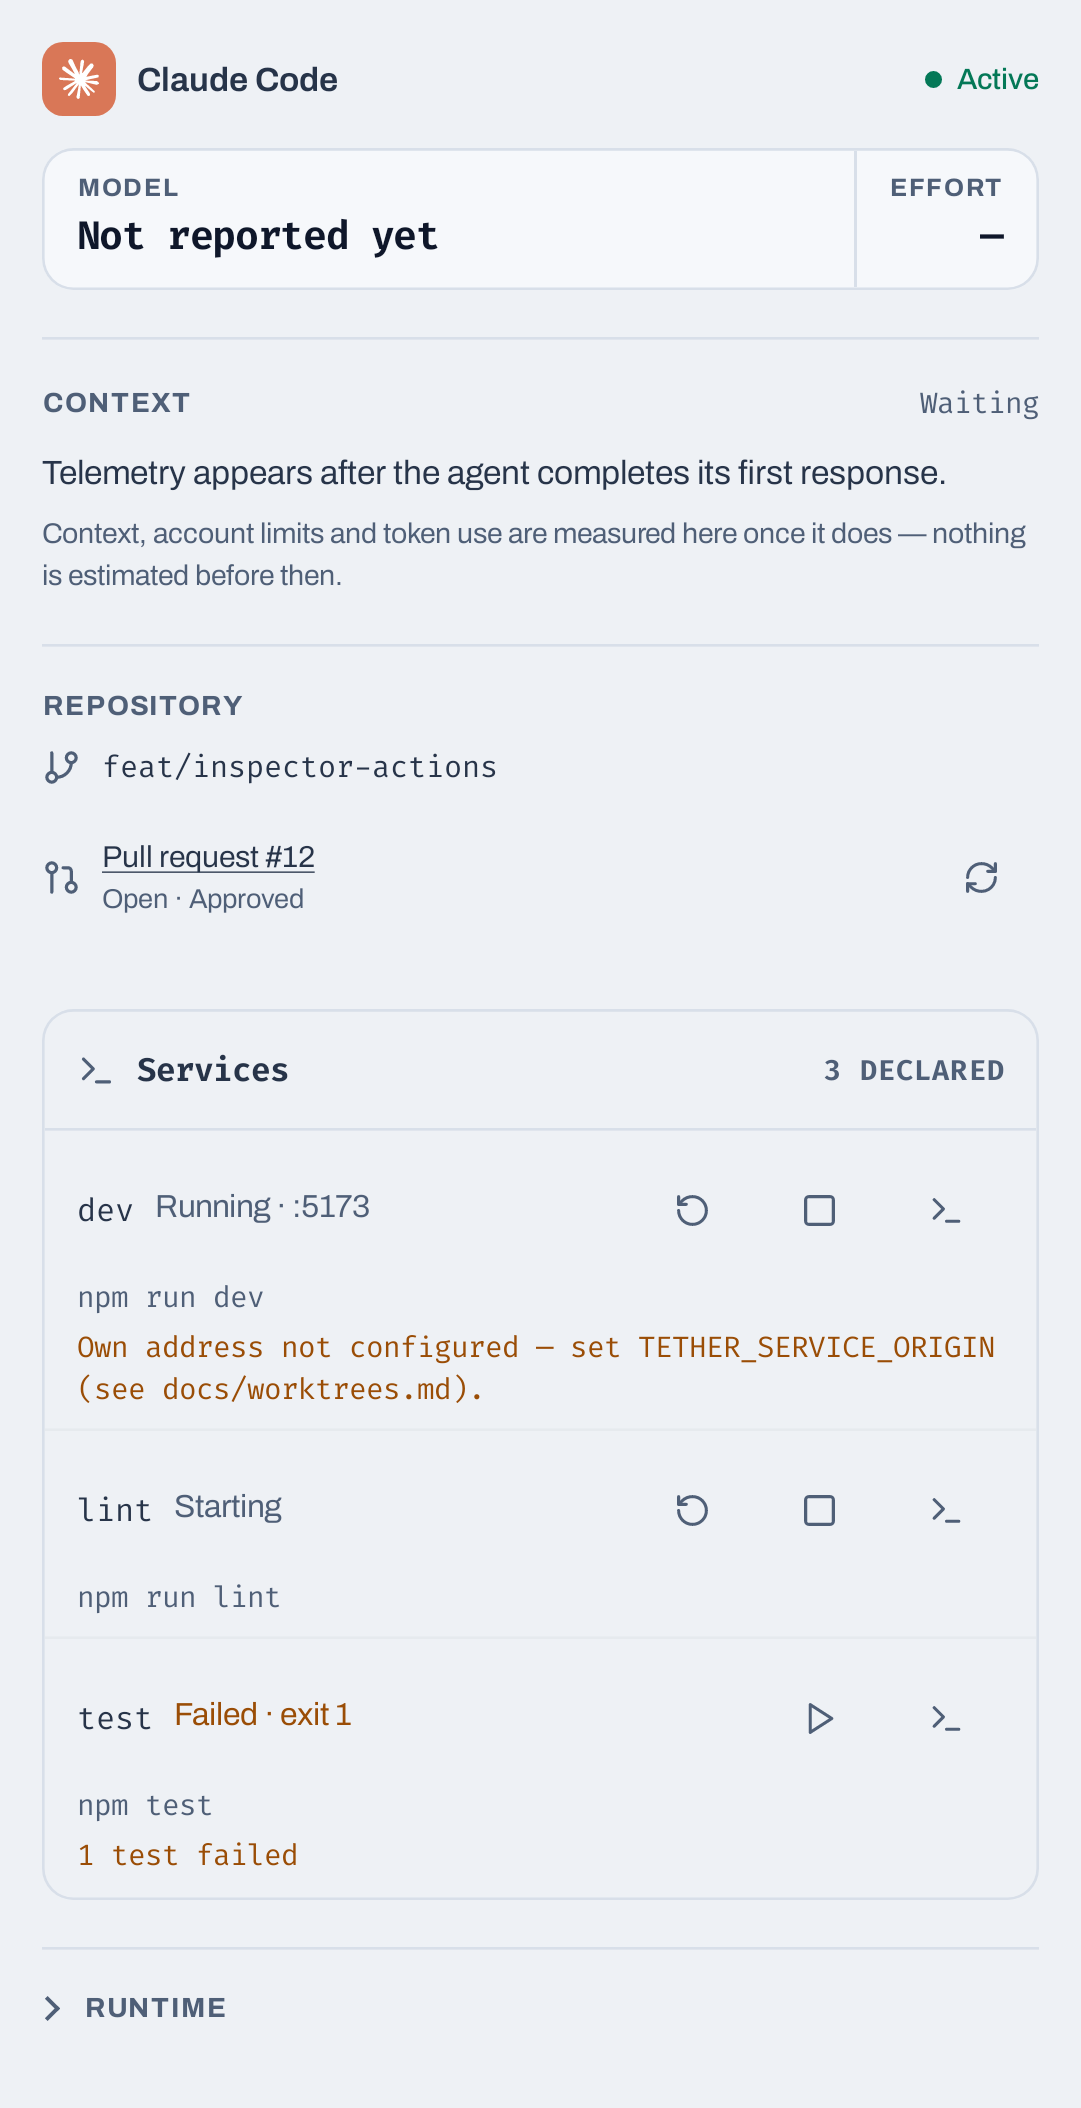 Claude Code
Active
MODEL
EFFORT
Not reported yet
—
CONTEXT
Waiting
Telemetry appears after the agent completes its first response.
Context, account limits and token use are measured here once it does — nothing
is estimated before then.
REPOSITORY
feat/inspector-actions
Pull request #12
Open · Approved
Services
3 DECLARED
dev Running · :5173
npm run dev
Own address not configured — set TETHER_SERVICE_ORIGIN
(see docs/worktrees.md).
lint Starting
npm run lint
test Failed · exit 1
npm test
1 test failed
RUNTIME